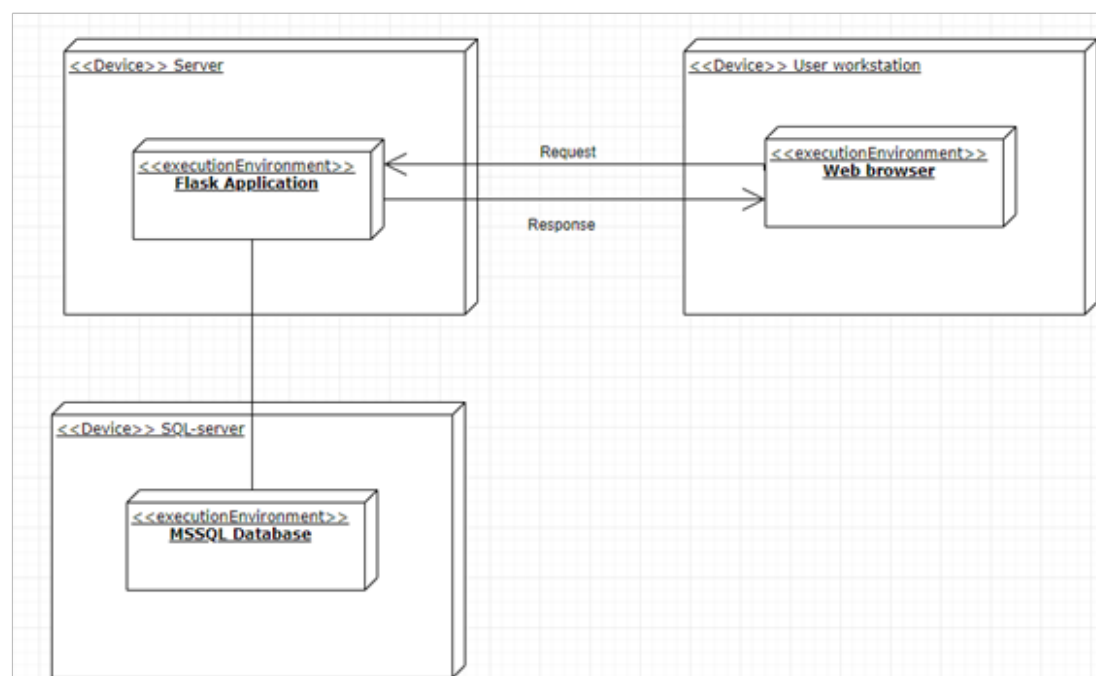 <<Device>> Server
<<executionEnvironment>>
Flask Application
Request
Response
<<Device>> User workstation
<<executionEnvironment>>
Web browser
<<Device>> SQL-server
<<executionEnvironment>>
MSSQL Database